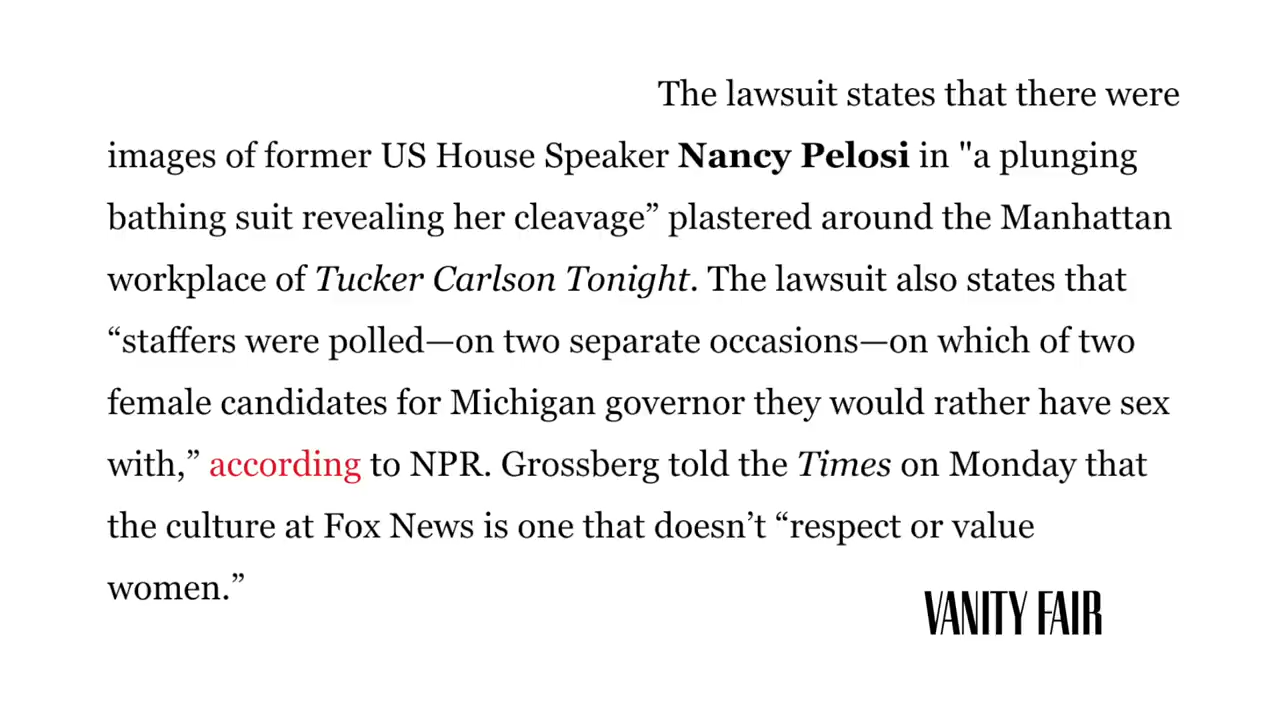 The lawsuit states that there were
images of former US House Speaker Nancy Pelosi in "a plunging
bathing suit revealing her cleavage” plastered around the Manhattan
workplace of Tucker Carlson Tonight. The lawsuit also states that
“staffers were polled—on two separate occasions—on which of two
female candidates for Michigan governor they would rather have sex
with,” according to NPR. Grossberg told the Times on Monday that
the culture at Fox News is one that doesn’t “respect or value
women.”
VANITY FAIR